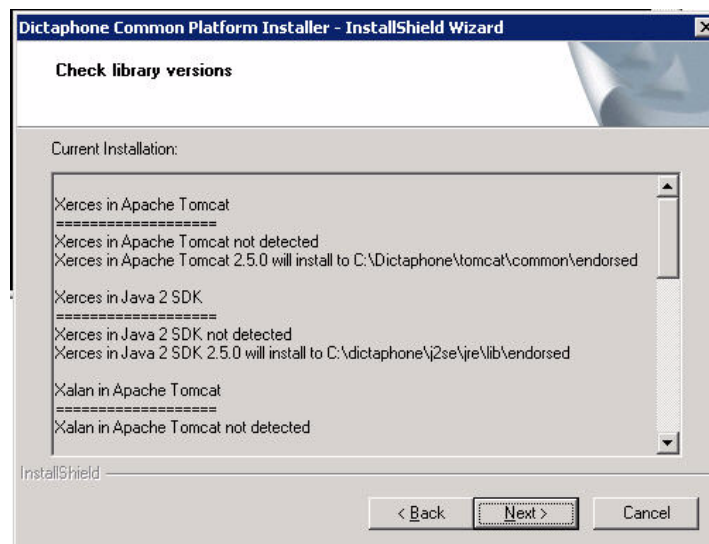 Dictaphone Common Platform Installer - InstallShield Wizard
Check library versions
Current Installation:
Xerces in Apache Tomcat
===================
Xerces in Apache Tomcat not detected
Xerces in Apache Tomcat 2.5.0 will install to C:\Dictaphone\tomcat\common\endorsed
Xerces in Java 2 SDK
===================
Xerces in Java 2 SDK not detected
Xerces in Java 2 SDK 2.5.0 will install to C:\dictaphone\j2se\jre\lib\endorsed
Xalan in Apache Tomcat
===================
Xalan in Apache Tomcat not detected
InstallShield
< Back Next > Cancel